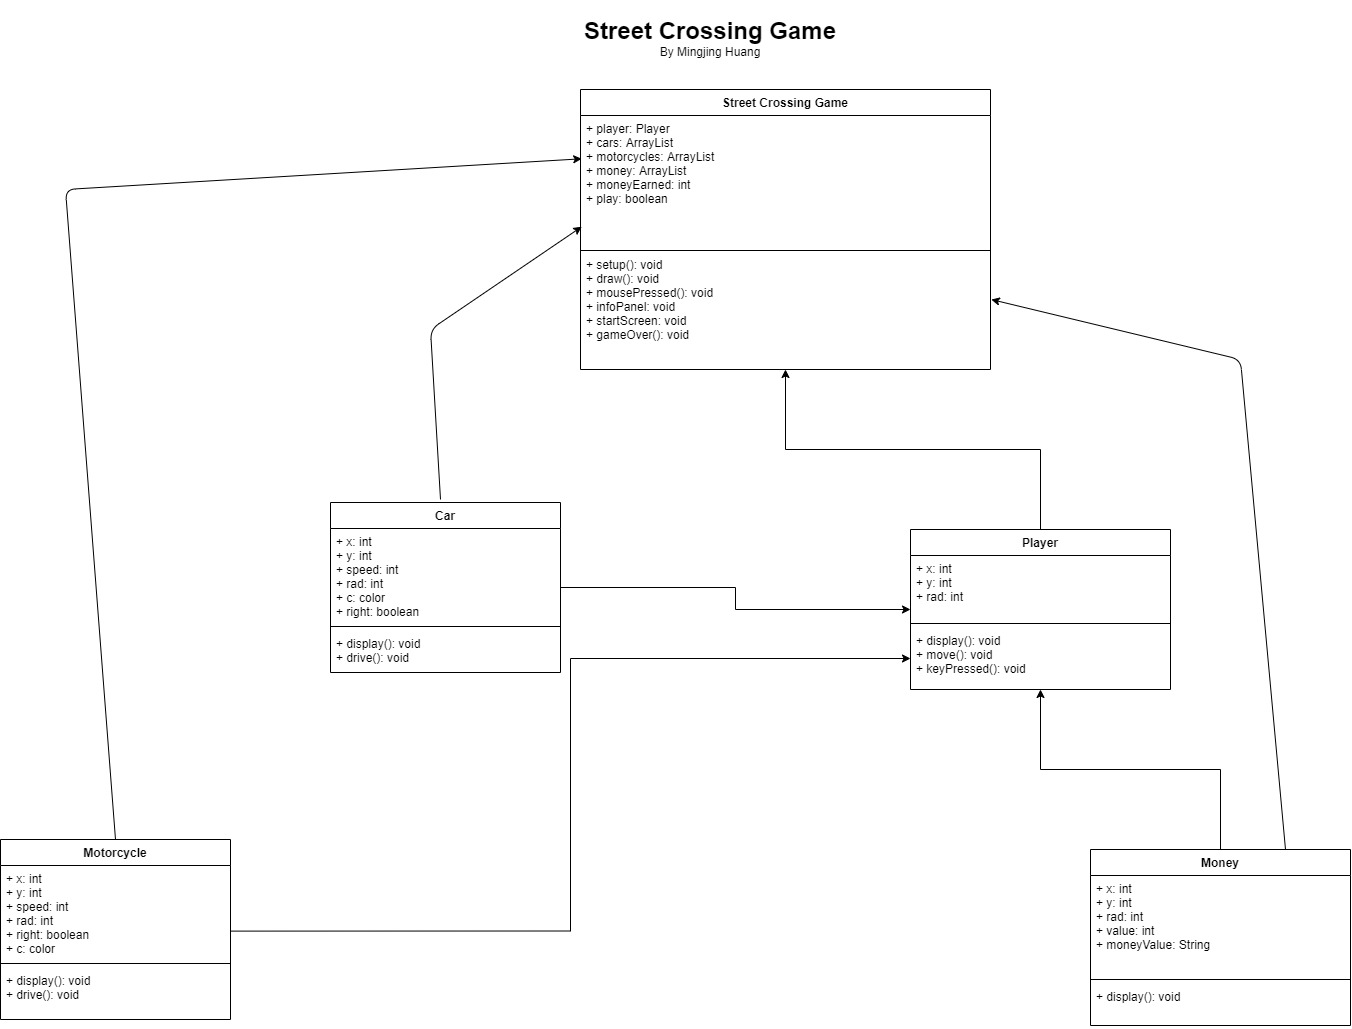 Street Crossing Game
By Mingjing Huang
Street Crossing Game
+ player: Player
+ cars: ArrayList
+ motorcycles: ArrayList
+ money: ArrayList
+ moneyEarned: int
+ play: boolean
+ setup(): void
+ draw(): void
+ mousePressed(): void
+ infoPanel: void
+ startScreen: void
+ gameOver(): void
Car
+ x: int
+ y: int
+ speed: int
+ rad: int
+ c: color
+ right: boolean
+ display(): void
+ drive(): void
Player
+ x: int
+ y: int
+ rad: int
+ display(): void
+ move(): void
+ keyPressed(): void
Motorcycle
+ x: int
+ y: int
+ speed: int
+ rad: int
+ right: boolean
+ c: color
+ display(): void
+ drive(): void
Money
+ x: int
+ y: int
+ rad: int
+ value: int
+ moneyValue: String
+ display(): void